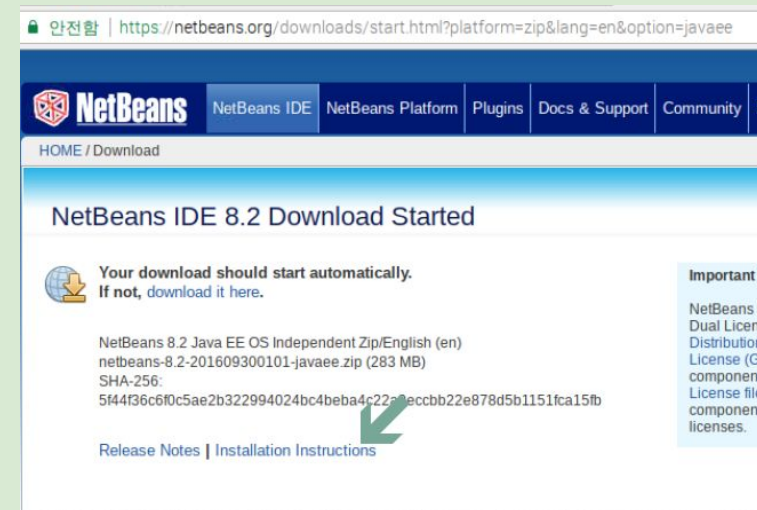 안전함 | https://netbeans.org/downloads/start.html?platform=zip&lang=en&option=javaee
NetBeans NetBeans IDE NetBeans Platform Plugins Docs & Support Community
HOME / Download
NetBeans IDE 8.2 Download Started
Your download should start automatically.
If not, download it here.
NetBeans 8.2 Java EE OS Independent Zip/English (en)
netbeans-8.2-201609300101-javaee.zip (283 MB)
SHA-256:
Release Notes | Installation Instructions
Important
NetBeans
Dual Licen
Distribution
License (G
componen
License file
componen
licenses.